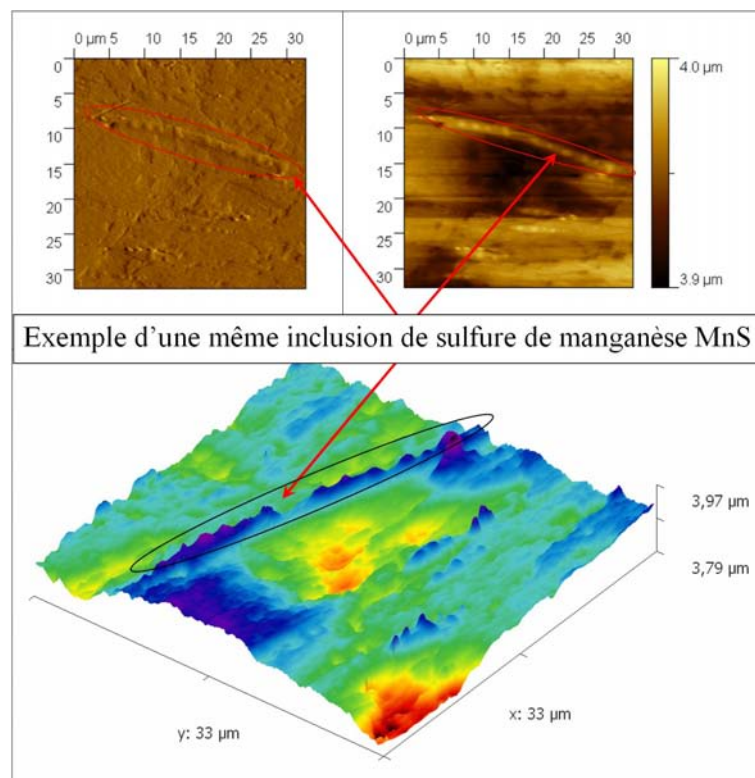 0 µm 5 10 15 20 25 30
0
5
10
15
20
25
30
0 µm 5 10 15 20 25 30
0
5
10
15
20
25
30
4.0 µm
3.9 µm
Exemple d’une même inclusion de sulfure de manganèse MnS
3,97 µm
3,79 µm
x: 33 µm
y: 33 µm